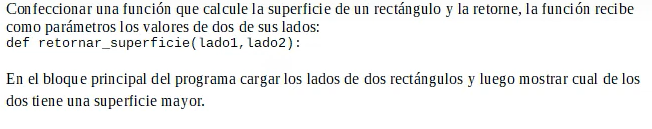 Confeccionar una función que calcule la superficie de un rectángulo y la retorne, la función recibe
como parámetros los valores de dos de sus lados:
def retornar_superficie(lado1,lado2):
En el bloque principal del programa cargar los lados de dos rectángulos y luego mostrar cual de los
dos tiene una superficie mayor.